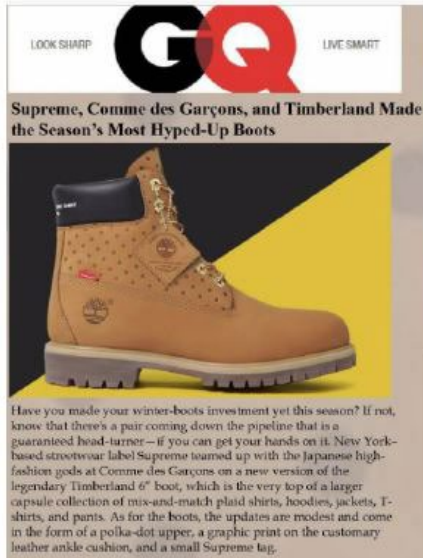 LOOK SHARP
GQ
LIVE SMART
Supreme, Comme des Garçons, and Timberland Made
the Season's Most Hyped-Up Boots
Timberland
Have you made your winter-boots investment yet this season? If not,
know that there's a pair coming down the pipeline that is a
guaranteed head-turner—if you can get your hands on it. New York–
based streetwear label Supreme teamed up with the Japanese high-
fashion gods at Comme des Garcons on a new version of the
legendary Timberland 6" boot, which is the very top of a larger
capsule collection of mix-and-match plaid shirts, hoodies, jackets, T-
shirts, and pants. As for the boots, the updates are modest and come
in the form of a polka-dot upper, a graphic print on the customary
leather ankle cushion, and a small Supreme tag.